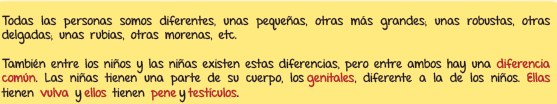 Todas las personas somos diferentes, unas pequeñas, otras más grandes; unas robustas, otras
delgadas; unas rubias, otras morenas, etc.
También entre los niños y las niñas existen estas diferencias, pero entre ambos hay una diferencia
común. Las niñas tienen una parte de su cuerpo, los genitales, diferente a la de los niños. Ellas
tienen vulva y ellos tienen pene y testículos.